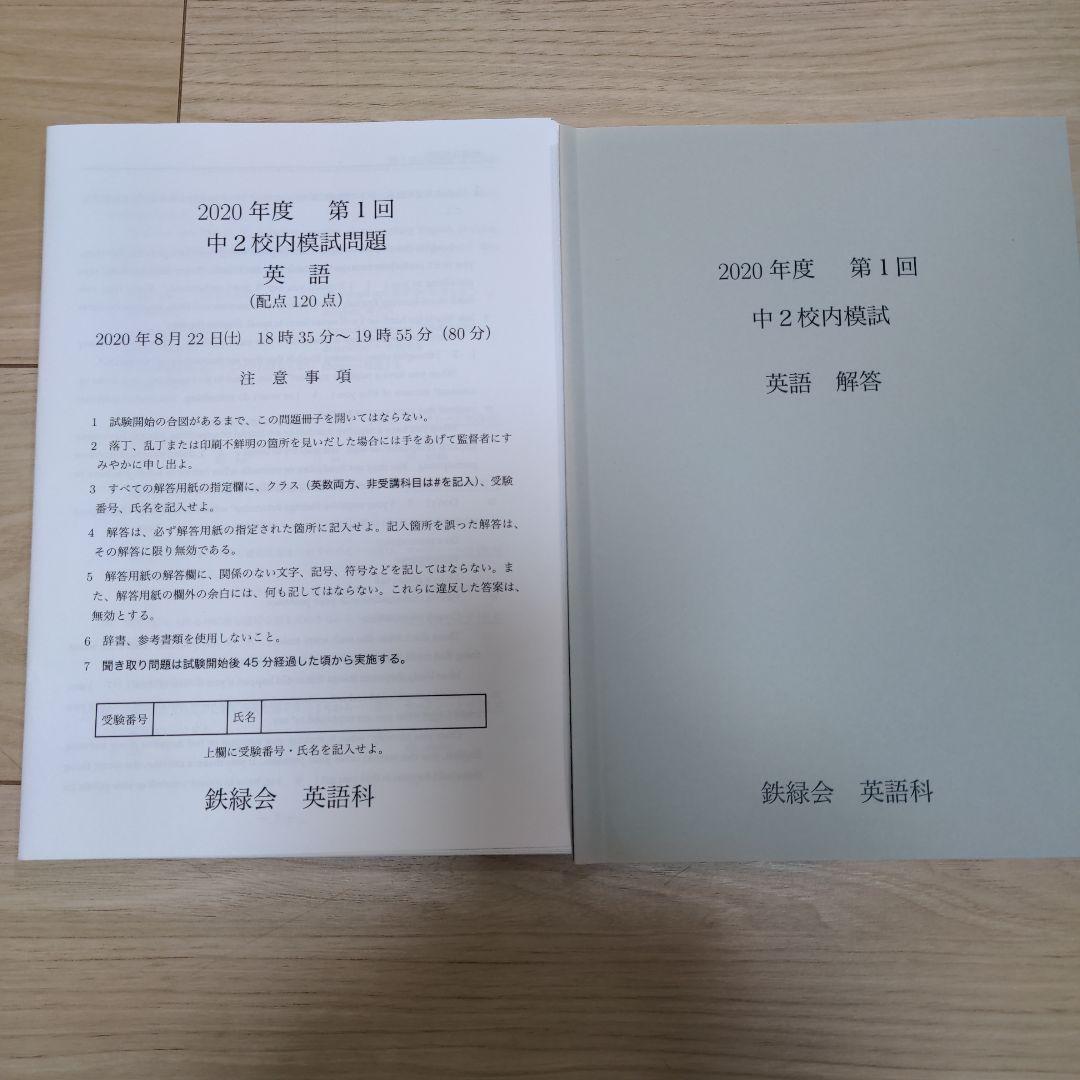 2020年度 第1回
中2校内模試問題
英 語
（配点120点）
2020年8月22日㈯ 18時35分～19時55分（80分）
注 意 事 項
1 試験開始の合図があるまで、この問題冊子を開いてはならない。
2 落丁、乱丁または印刷不鮮明の箇所を見いだした場合には手をあげて監督者にす
みやかに申し出よ。
3 すべての解答用紙の指定欄に、クラス（英数両方、非受講科目は#を記入）、受験
番号、氏名を記入せよ。
4 解答は、必ず解答用紙の指定された箇所に記入せよ。記入箇所を誤った解答は、
その解答に限り無効である。
5 解答用紙の解答欄に、関係のない文字、記号、符号などを記してはならない。ま
た、解答用紙の欄外の余白には、何も記してはならない。これらに違反した答案は、
無効とする。
6 辞書、参考書類を使用しないこと。
7 聞き取り問題は試験開始後45分経過した頃から実施する。
受験番号 氏名
上欄に受験番号・氏名を記入せよ。
鉄緑会 英語科
2020年度 第1回
中2校内模試
英語 解答
鉄緑会 英語科